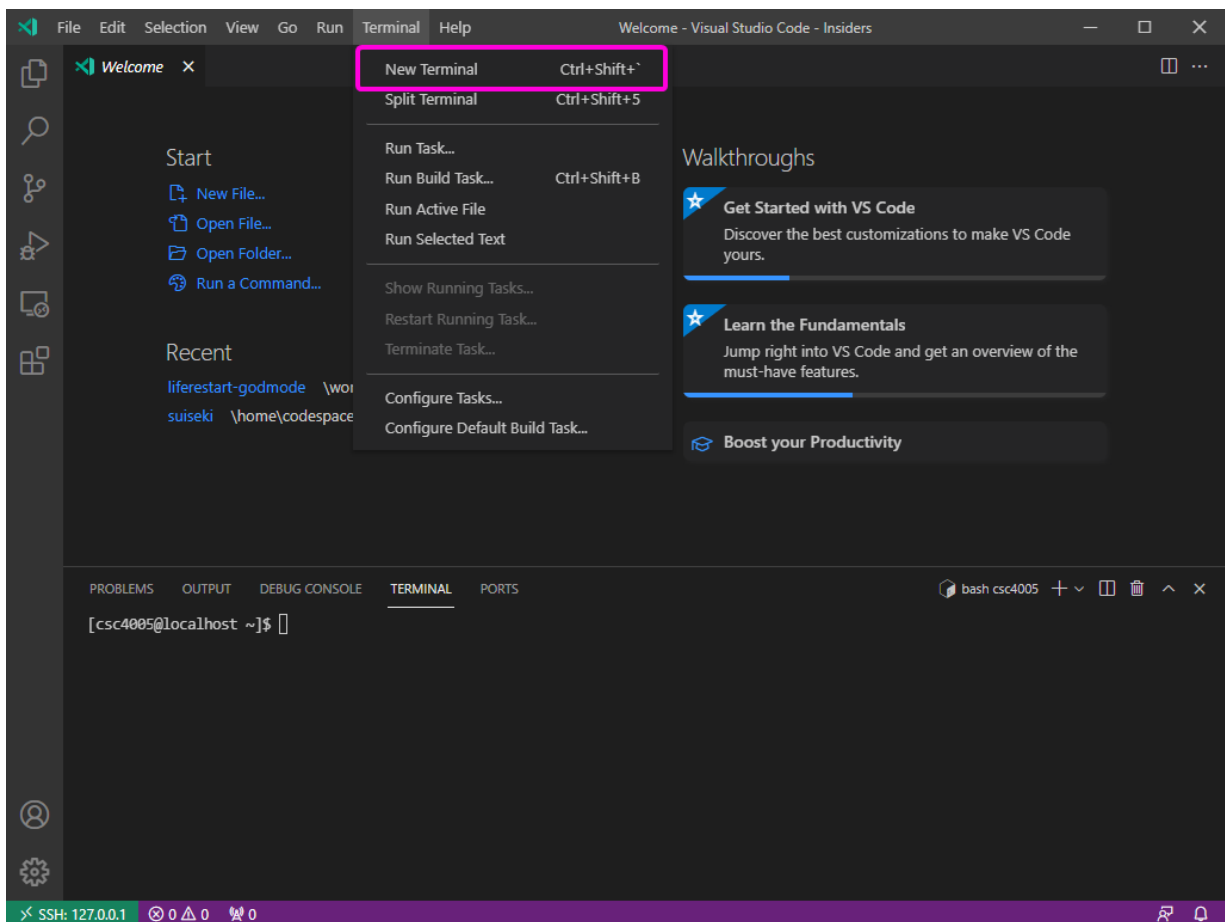 File Edit Selection View Go Run Terminal Help Welcome - Visual Studio Code - Insiders
Welcome
New Terminal Ctrl+Shift+`
Split Terminal Ctrl+Shift+5
Run Task...
Run Build Task... Ctrl+Shift+B
Run Active File
Run Selected Text
Show Running Tasks...
Restart Running Task...
Terminate Task...
Configure Tasks...
Configure Default Build Task...
Start
New File...
Open File...
Open Folder...
Run a Command...
Recent
liferestart-godmode \wor
suiseki \home\codespace
Walkthroughs
Get Started with VS Code
Discover the best customizations to make VS Code
yours.
Learn the Fundamentals
Jump right into VS Code and get an overview of the
must-have features.
Boost your Productivity
PROBLEMS OUTPUT DEBUG CONSOLE TERMINAL PORTS bash csc4005
[csc4005@localhost ~]$
SSH: 127.0.0.1 0 0 0